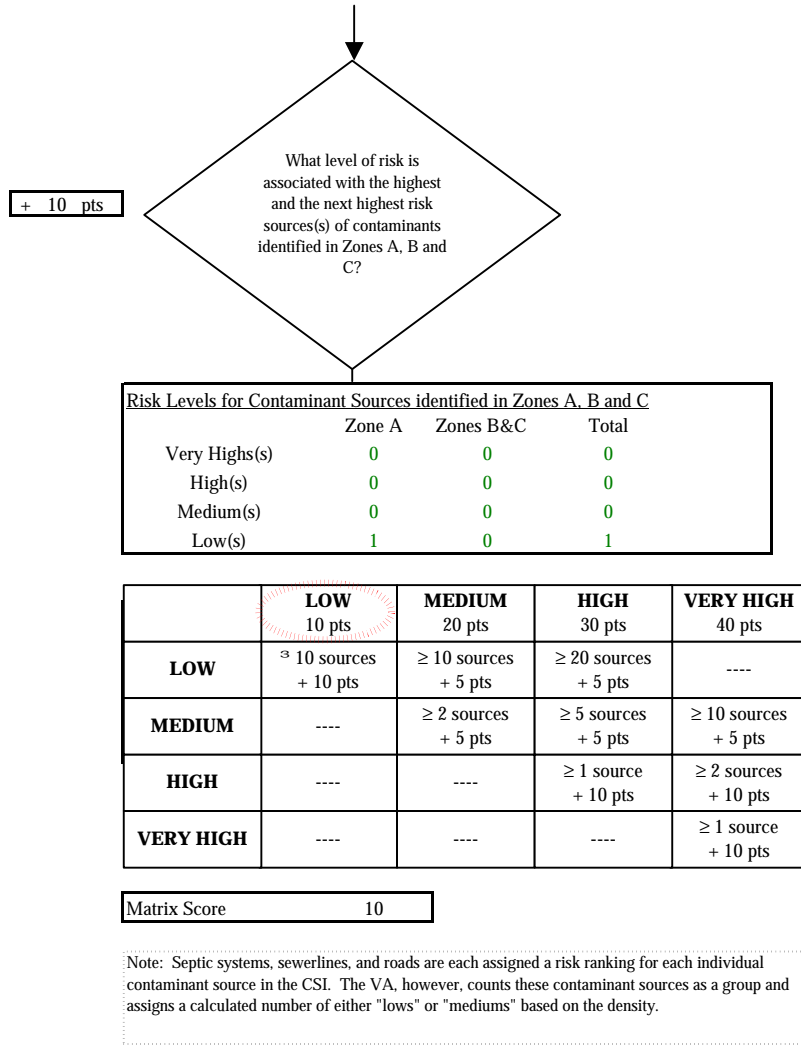 What level of risk is
associated with the highest
and the next highest risk
sources(s) of contaminants
identified in Zones A, B and
C?
+ 10 pts
Risk Levels for Contaminant Sources identified in Zones A, B and C
Zone A Zones B&C Total
Very Highs(s) 0 0 0
High(s) 0 0 0
Medium(s) 0 0 0
Low(s) 1 0 1
LOW MEDIUM HIGH VERY HIGH
10 pts 20 pts 30 pts 40 pts
LOW ³ 10 sources ≥ 10 sources ≥ 20 sources ----
+ 10 pts + 5 pts + 5 pts
MEDIUM ---- ≥ 2 sources ≥ 5 sources ≥ 10 sources
+ 5 pts + 5 pts + 5 pts
HIGH ---- ---- ≥ 1 source ≥ 2 sources
+ 10 pts + 10 pts
VERY HIGH ---- ---- ---- ≥ 1 source
+ 10 pts
Matrix Score 10
Note: Septic systems, sewerlines, and roads are each assigned a risk ranking for each individual
contaminant source in the CSI. The VA, however, counts these contaminant sources as a group and
assigns a calculated number of either "lows" or "mediums" based on the density.